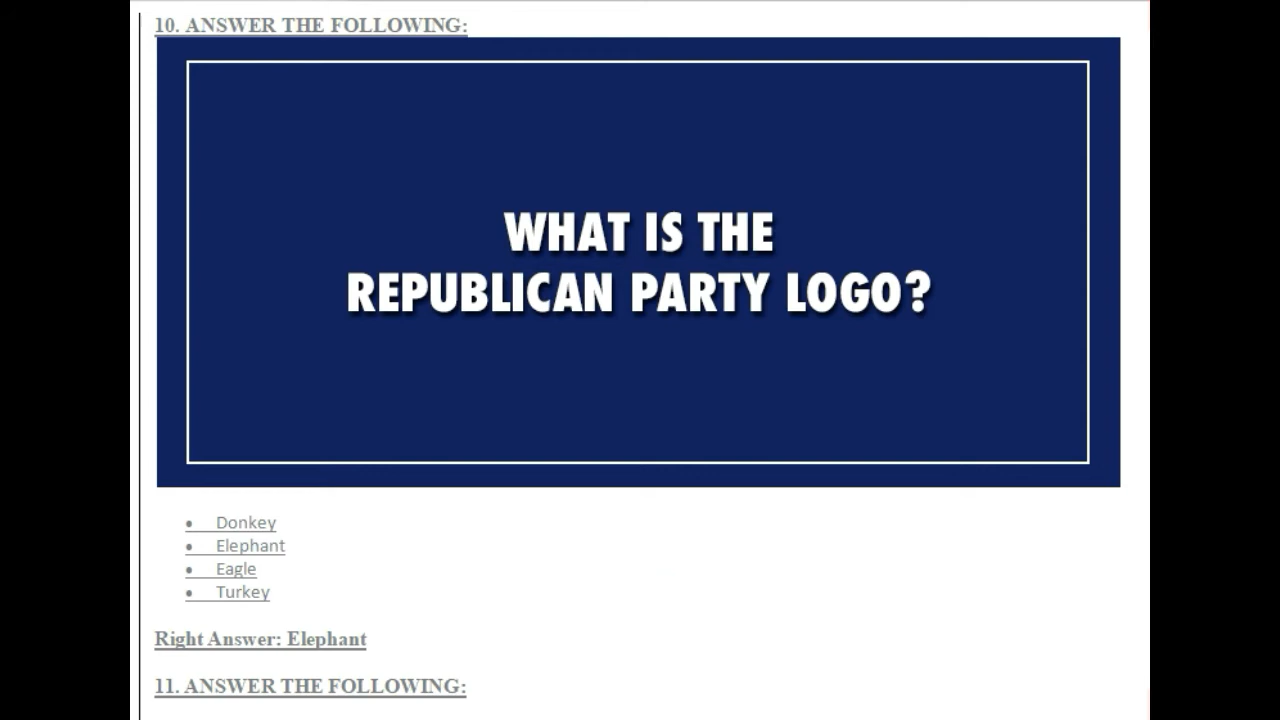 10. ANSWER THE FOLLOWING:
WHAT IS THE
REPUBLICAN PARTY LOGO?
• Donkey
• Elephant
• Eagle
• Turkey
Right Answer: Elephant
11. ANSWER THE FOLLOWING: